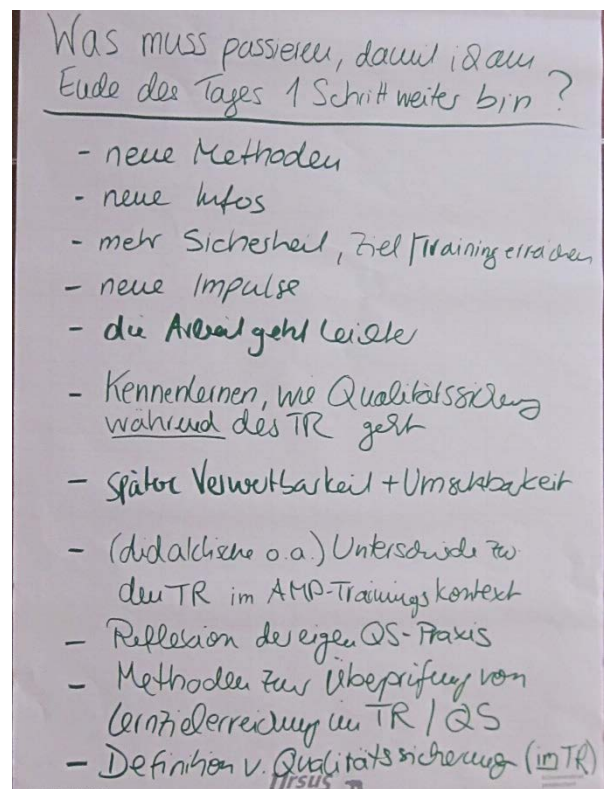 Was muss passieren, damit ich am
Ende des Tages 1 Schritt weiter bin?
- neue Methoden
- neue Infos
- mehr Sicherheit, Ziel/Training erreichen
- neue Impulse
- die Arbeit geht leichter
- Kennenlernen, wie Qualitätssicherung
während des TR geht
- später Verwertbarkeit + Umsetzbarkeit
- (didaktische o.a.) Unterschiede zu
den TR im AMP-Trainingskontext
- Reflexion der eigen QS-Praxis
- Methoden zur Überprüfung von
Lernzielerreichung im TR / QS
- Definition v. Qualitätssicherung (im TR)